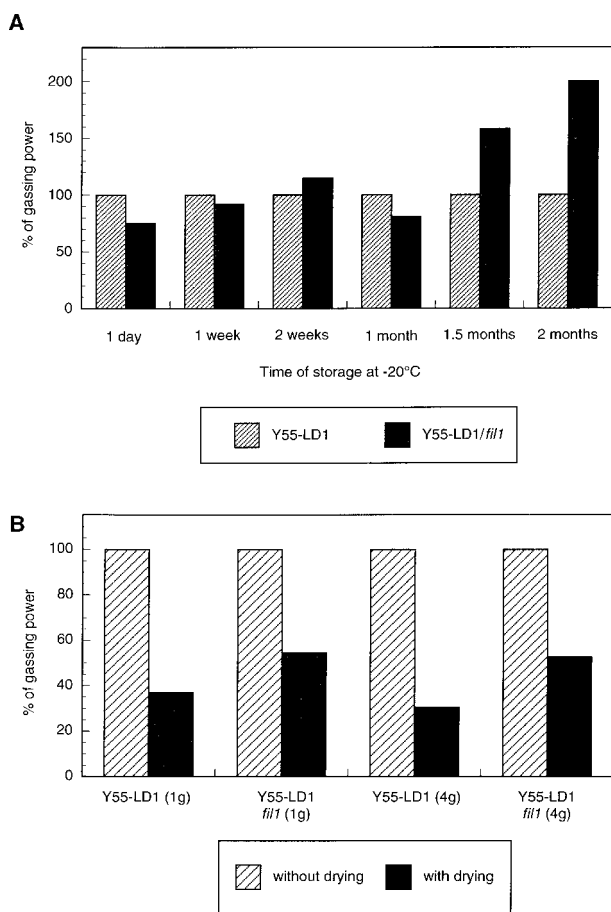 A
% of gassing power
200
150
100
50
0
1 day 1 week 2 weeks 1 month 1.5 months 2 months
Time of storage at -20°C
Y55-LD1 Y55-LD1/fil1
B
% of gassing power
100
80
60
40
20
0
Y55-LD1 (1g) Y55-LD1 Y55-LD1 (4g) Y55-LD1
fil1 (1g) fil1 (4g)
without drying with drying